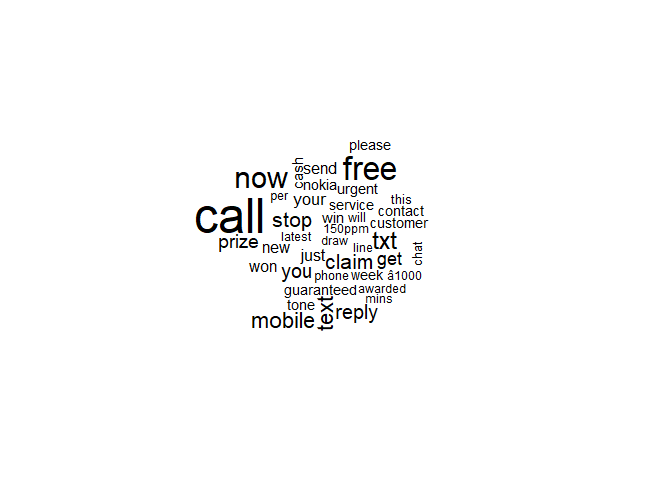 please
cash send free
now nokia urgent
per your this
call stop service contact
win will customer
150ppm
prize latest draw txt
new line chat
won just claim get
you phone week â1000
guaranteed awarded
tone text mins
mobile reply